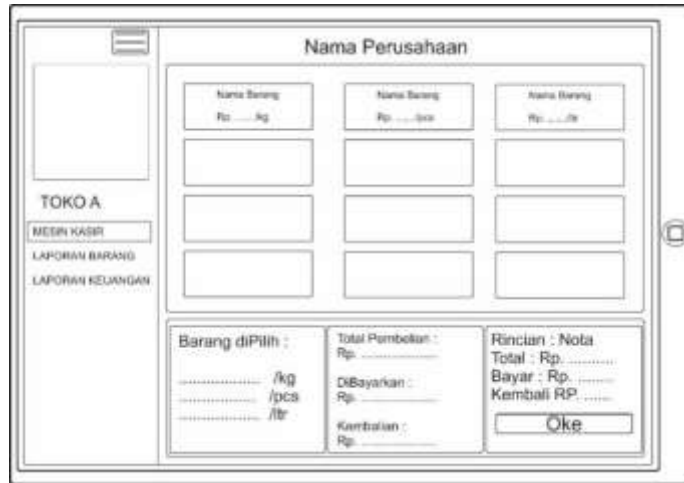 Nama Perusahaan
Nama Barang
Rp. ...... /kg
Nama Barang
Rp. ...... /pcs
Nama Barang
Rp. ...... /ltr
TOKO A
MESIN KASIR
LAPORAN BARANG
LAPORAN KEUANGAN
Barang diPilih :
.................... /kg
................... /pcs
................... /ltr
Total Pembelian :
Rp. ...................
DiBayarkan :
Rp. ...................
Kembalian :
Rp. ...................
Rincian : Nota
Total : Rp. ...........
Bayar : Rp. ........
Kembali RP. ......
Oke